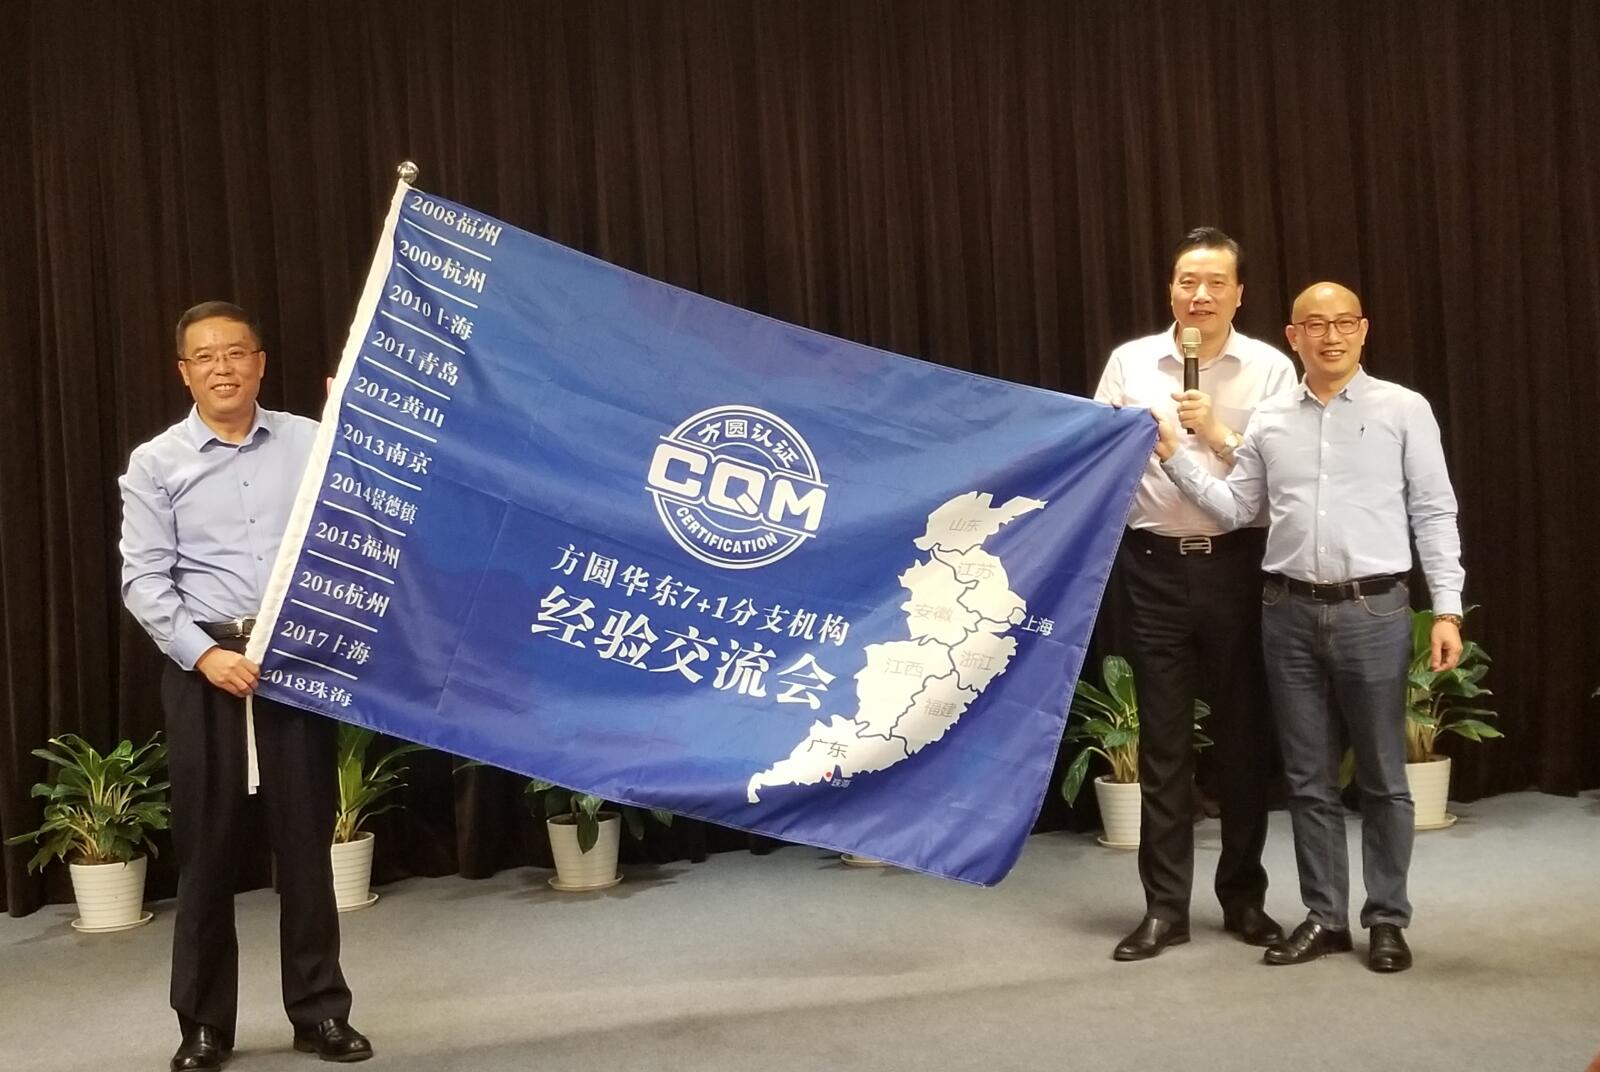 2008福州
2009杭州
2010上海
2011青岛
2012黄山
2013南京
2014景德镇
2015福州
2016杭州
2017上海
2018珠海
方圆认证
CQM
CERTIFICATION
方圆华东7+1分支机构
经验交流会
山东
江苏
安徽
上海
浙江
江西
福建
广东
珠海